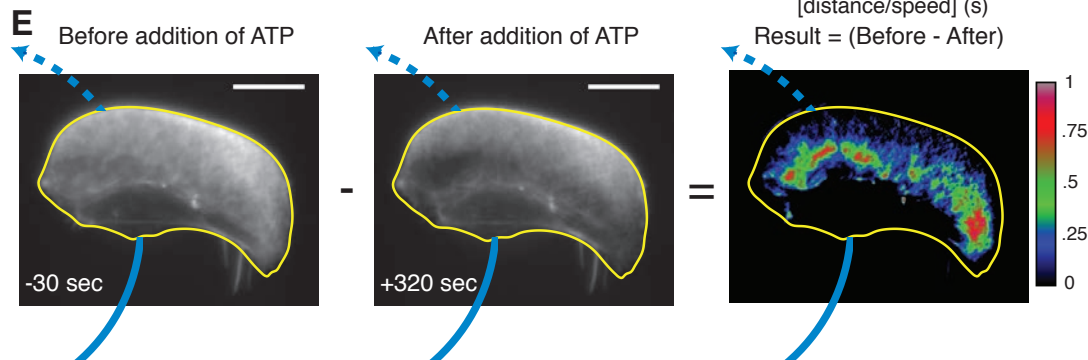 [distance/speed] (s)
E
Before addition of ATP
After addition of ATP
Result = (Before - After)
-30 sec
-
+320 sec
=
1
.75
.5
.25
0